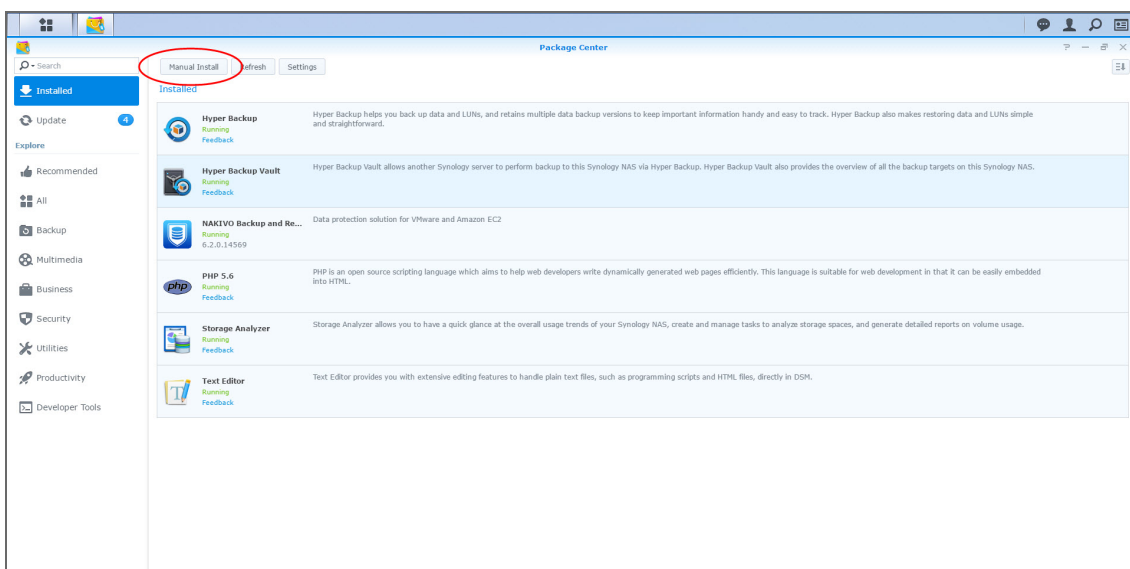 Package Center
Search
Manual Install
Refresh
Settings
Installed
Installed
Update
4
Explore
Recommended
All
Backup
Multimedia
Business
Security
Utilities
Productivity
Developer Tools
Hyper Backup
Running
Feedback
Hyper Backup helps you back up data and LUNs, and retains multiple data backup versions to keep important information handy and easy to track. Hyper Backup also makes restoring data and LUNs simple
and straightforward.
Hyper Backup Vault
Running
Feedback
Hyper Backup Vault allows another Synology server to perform backup to this Synology NAS via Hyper Backup. Hyper Backup Vault also provides the overview of all the backup targets on this Synology NAS.
NAKIVO Backup and Re...
Running
6.2.0.14569
Data protection solution for VMware and Amazon EC2
php
PHP 5.6
Running
Feedback
PHP is an open source scripting language which aims to help web developers write dynamically generated web pages efficiently. This language is suitable for web development in that it can be easily embedded
into HTML.
Storage Analyzer
Running
Feedback
Storage Analyzer allows you to have a quick glance at the overall usage trends of your Synology NAS, create and manage tasks to analyze storage spaces, and generate detailed reports on volume usage.
Text Editor
Running
Feedback
Text Editor provides you with extensive editing features to handle plain text files, such as programming scripts and HTML files, directly in DSM.